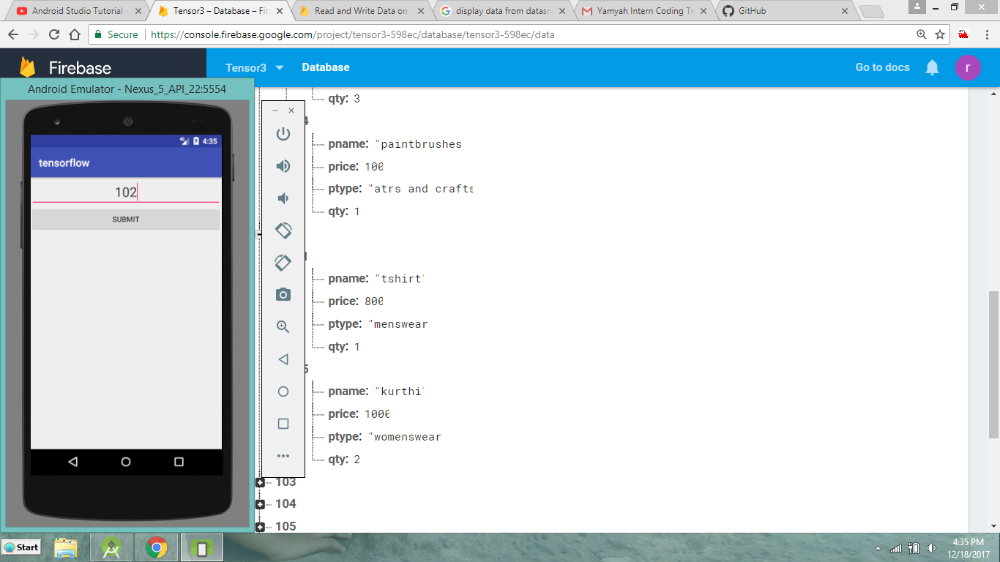 Android Studio Tutorial -
Tensor3 – Database – Fire
Read and Write Data on
display data from datasn
Yamyah Intern Coding Te
GitHub
Secure
https://console.firebase.google.com/project/tensor3-598ec/database/tensor3-598ec/data
Firebase
Tensor3
Database
Go to docs
r
Android Emulator - Nexus_5_API_22:5554
4G
4:35
tensorflow
102
SUBMIT
qty: 3
4
pname: "paintbrushes
price: 100
ptype: "atrs and crafts
qty: 1
pname: "tshirt"
price: 800
ptype: "menswear
qty: 1
5
pname: "kurthi"
price: 1000
ptype: "womenswear
qty: 2
103
104
105
Start
4:35 PM
12/18/2017